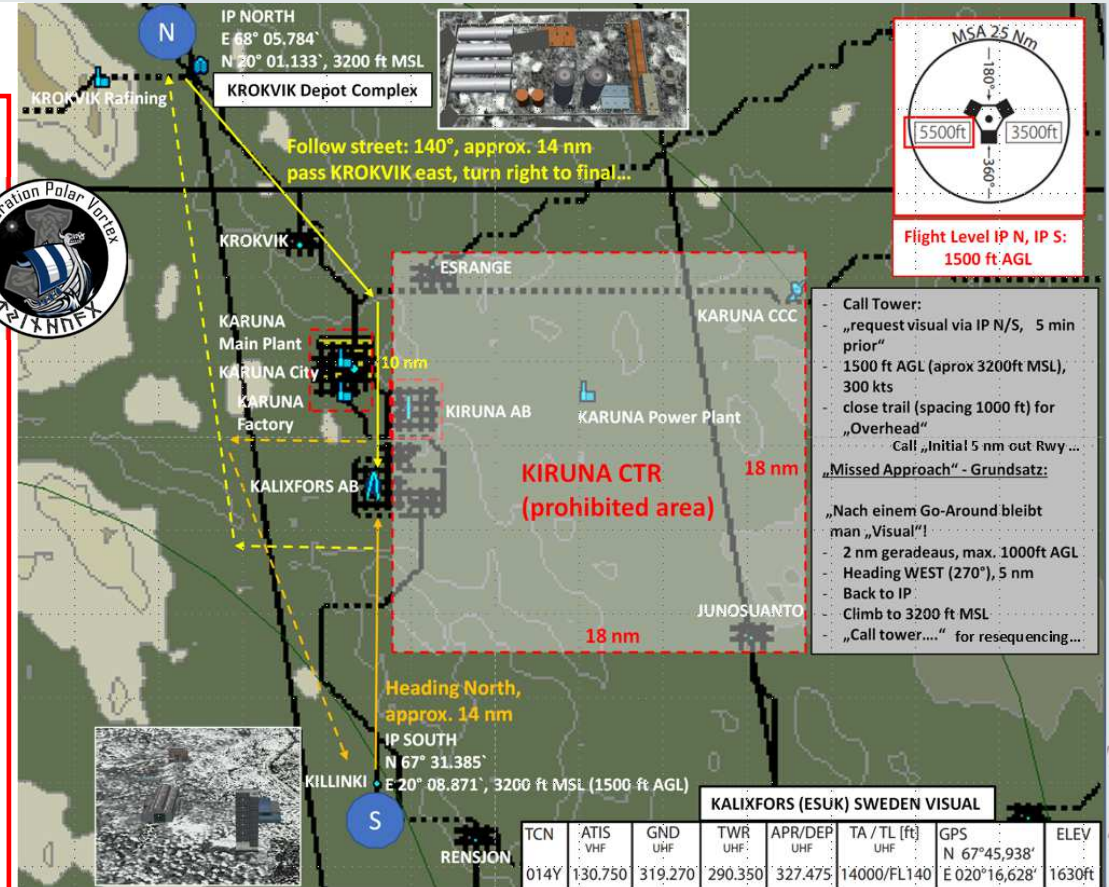 IP NORTH
E 68° 05.784`
N 20° 01.133`, 3200 ft MSL
N
KROKVIK Depot Complex
KROKVIK Rafining
Follow street: 140°, approx. 14 nm
pass KROKVIK east, turn right to final...
MSA 25 Nm
180°
5500ft
3500ft
360°
Flight Level IP N, IP S:
1500 ft AGL
eration Polar Vortex
KROKVIK
ESRANGE
KARUNA CCC
KARUNA
Main Plant
KARUNA City
KARUNA
Factory
10 nm
KIRUNA AB
KARUNA Power Plant
KALIXFORS AB
KIRUNA CTR
(prohibited area)
18 nm
18 nm
JUNOSUANTO
- Call Tower:
- „request visual via IP N/S, 5 min
prior“
- 1500 ft AGL (aprox 3200ft MSL),
300 kts
- close trail (spacing 1000 ft) for
„Overhead“
Call „Initial 5 nm out Rwy ...
„Missed Approach“ - Grundsatz:
„Nach einem Go-Around bleibt
man „Visual“!
- 2 nm geradeaus, max. 1000ft AGL
- Heading WEST (270°), 5 nm
- Back to IP
- Climb to 3200 ft MSL
- „Call tower....“ for resequencing...
Heading North,
approx. 14 nm
IP SOUTH
N 67° 31.385`
E 20° 08.871`, 3200 ft MSL (1500 ft AGL)
KILLINKI
S
RENSJON
KALIXFORS (ESUK) SWEDEN VISUAL
TCN ATIS VHF GND UHF TWR UHF APR/DEP UHF TA / TL [ft] UHF GPS N 67°45,938' ELEV
014Y 130.750 319.270 290.350 327.475 14000/FL140 E 020°16,628' 1630ft